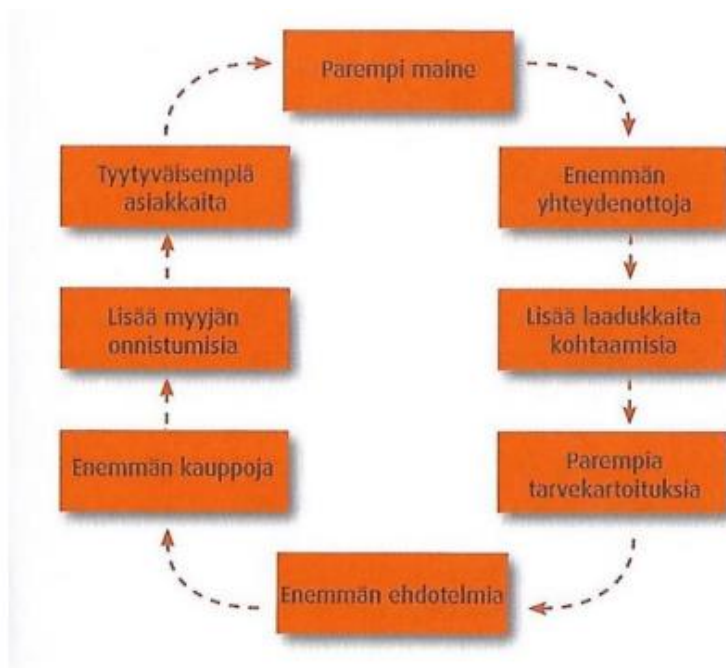 Parempi maine
Enemmän
yhteydenottoja
Lisää laadukkaita
kohtaamisia
Parempia
tarvekartoituksia
Enemmän ehdotelmia
Enemmän kauppoja
Lisää myyjän
onnistumisia
Tyytyväisempiä
asiakkaita